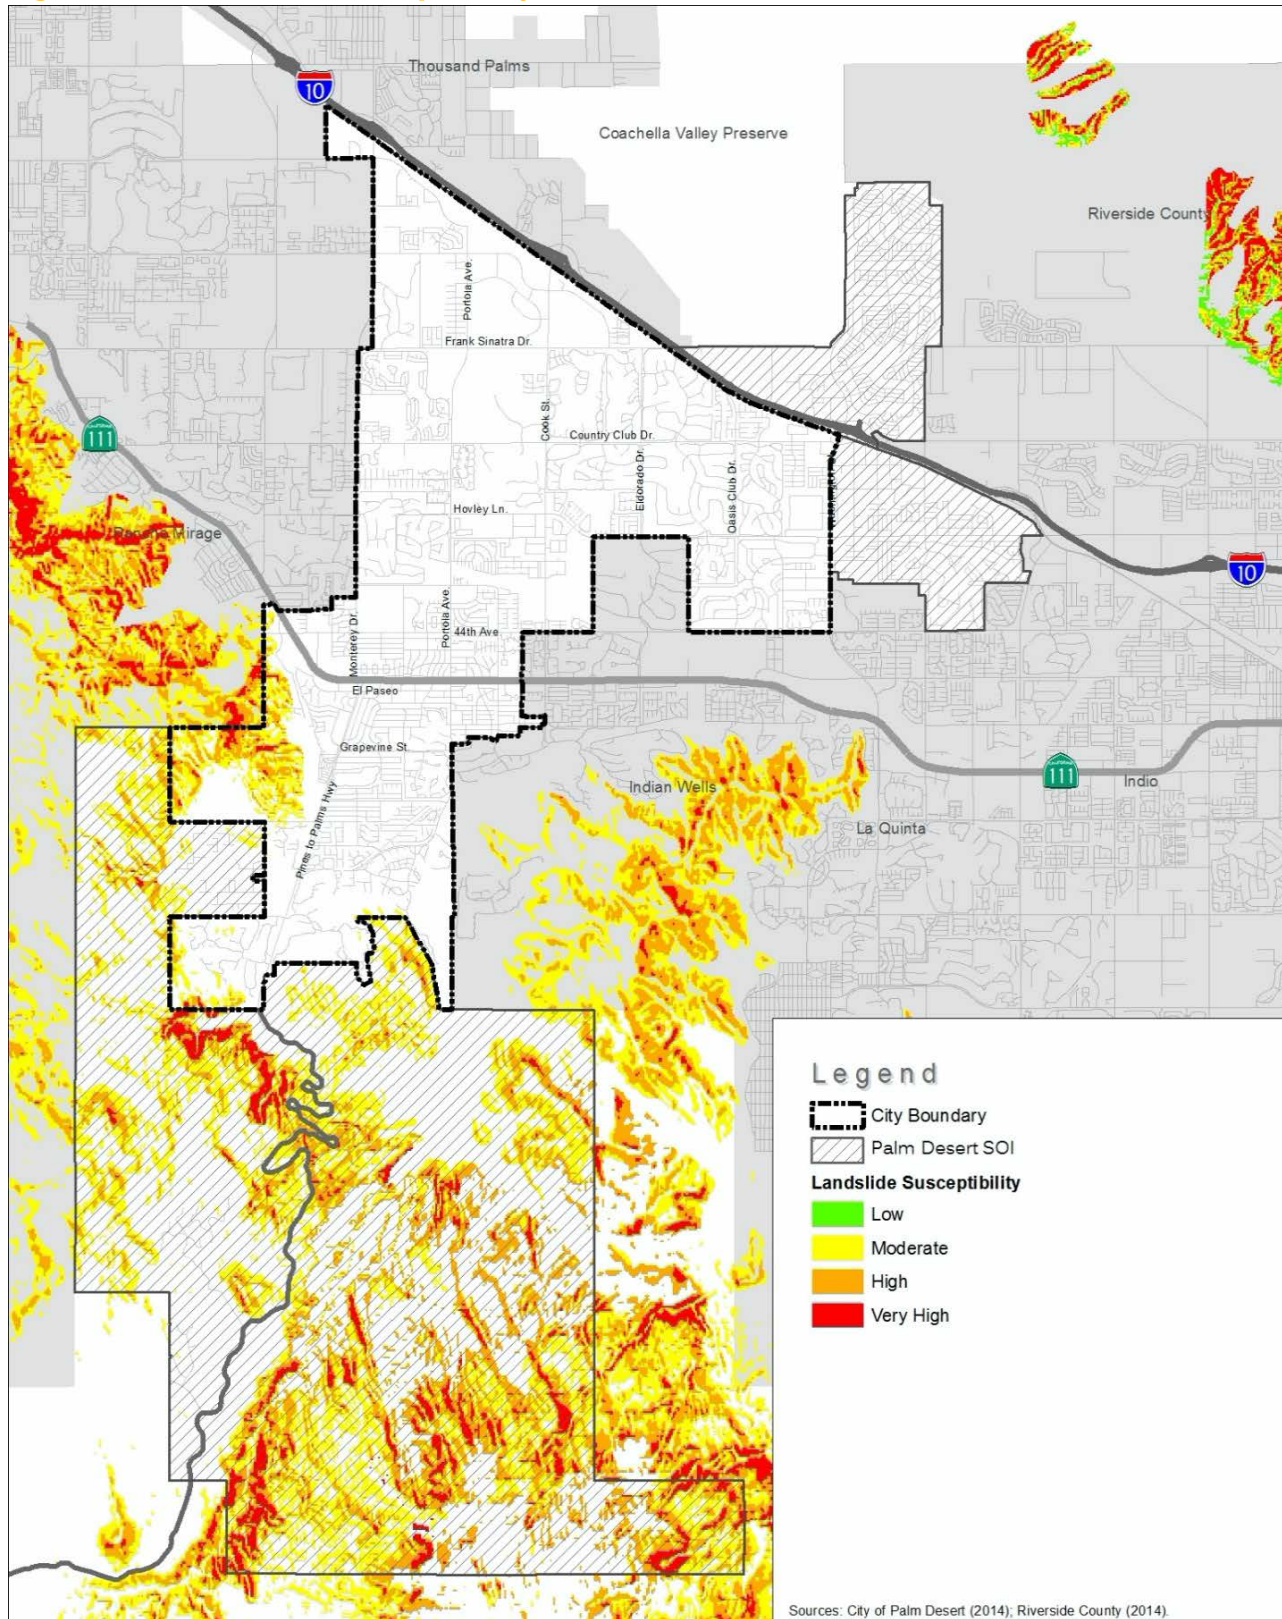 Thousand Palms
10
Coachella Valley Preserve
Riverside County
Portola Ave.
Frank Sinatra Dr.
111
Cook St.
Country Club Dr.
Eldorado Dr.
Oasis Club Dr.
Hovley Ln.
Rancho Mirage
10
Portola Ave.
44th Ave
Monterey Dr.
El Paseo
Grapevine St.
Pines to Palms Hwy
Indian Wells
111
Indio
La Quinta
Legend
City Boundary
Palm Desert SOI
Landslide Susceptibility
Low
Moderate
High
Very High
Sources: City of Palm Desert (2014); Riverside County (2014).